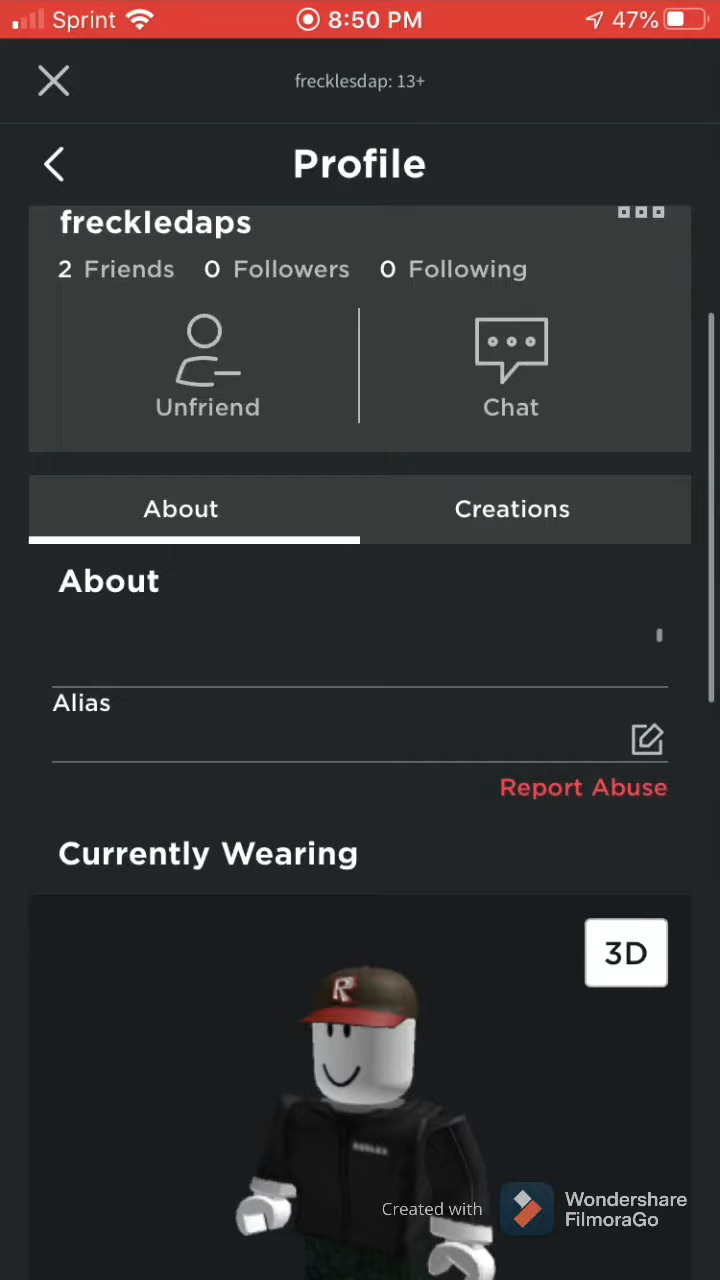 Sprint 8:50 PM 47%
frecklesdap: 13+
Profile
freckledaps
2 Friends 0 Followers 0 Following
Unfriend Chat
About Creations
About
Alias
Report Abuse
Currently Wearing
3D
R
ROBLOX
Created with Wondershare
FilmoraGo